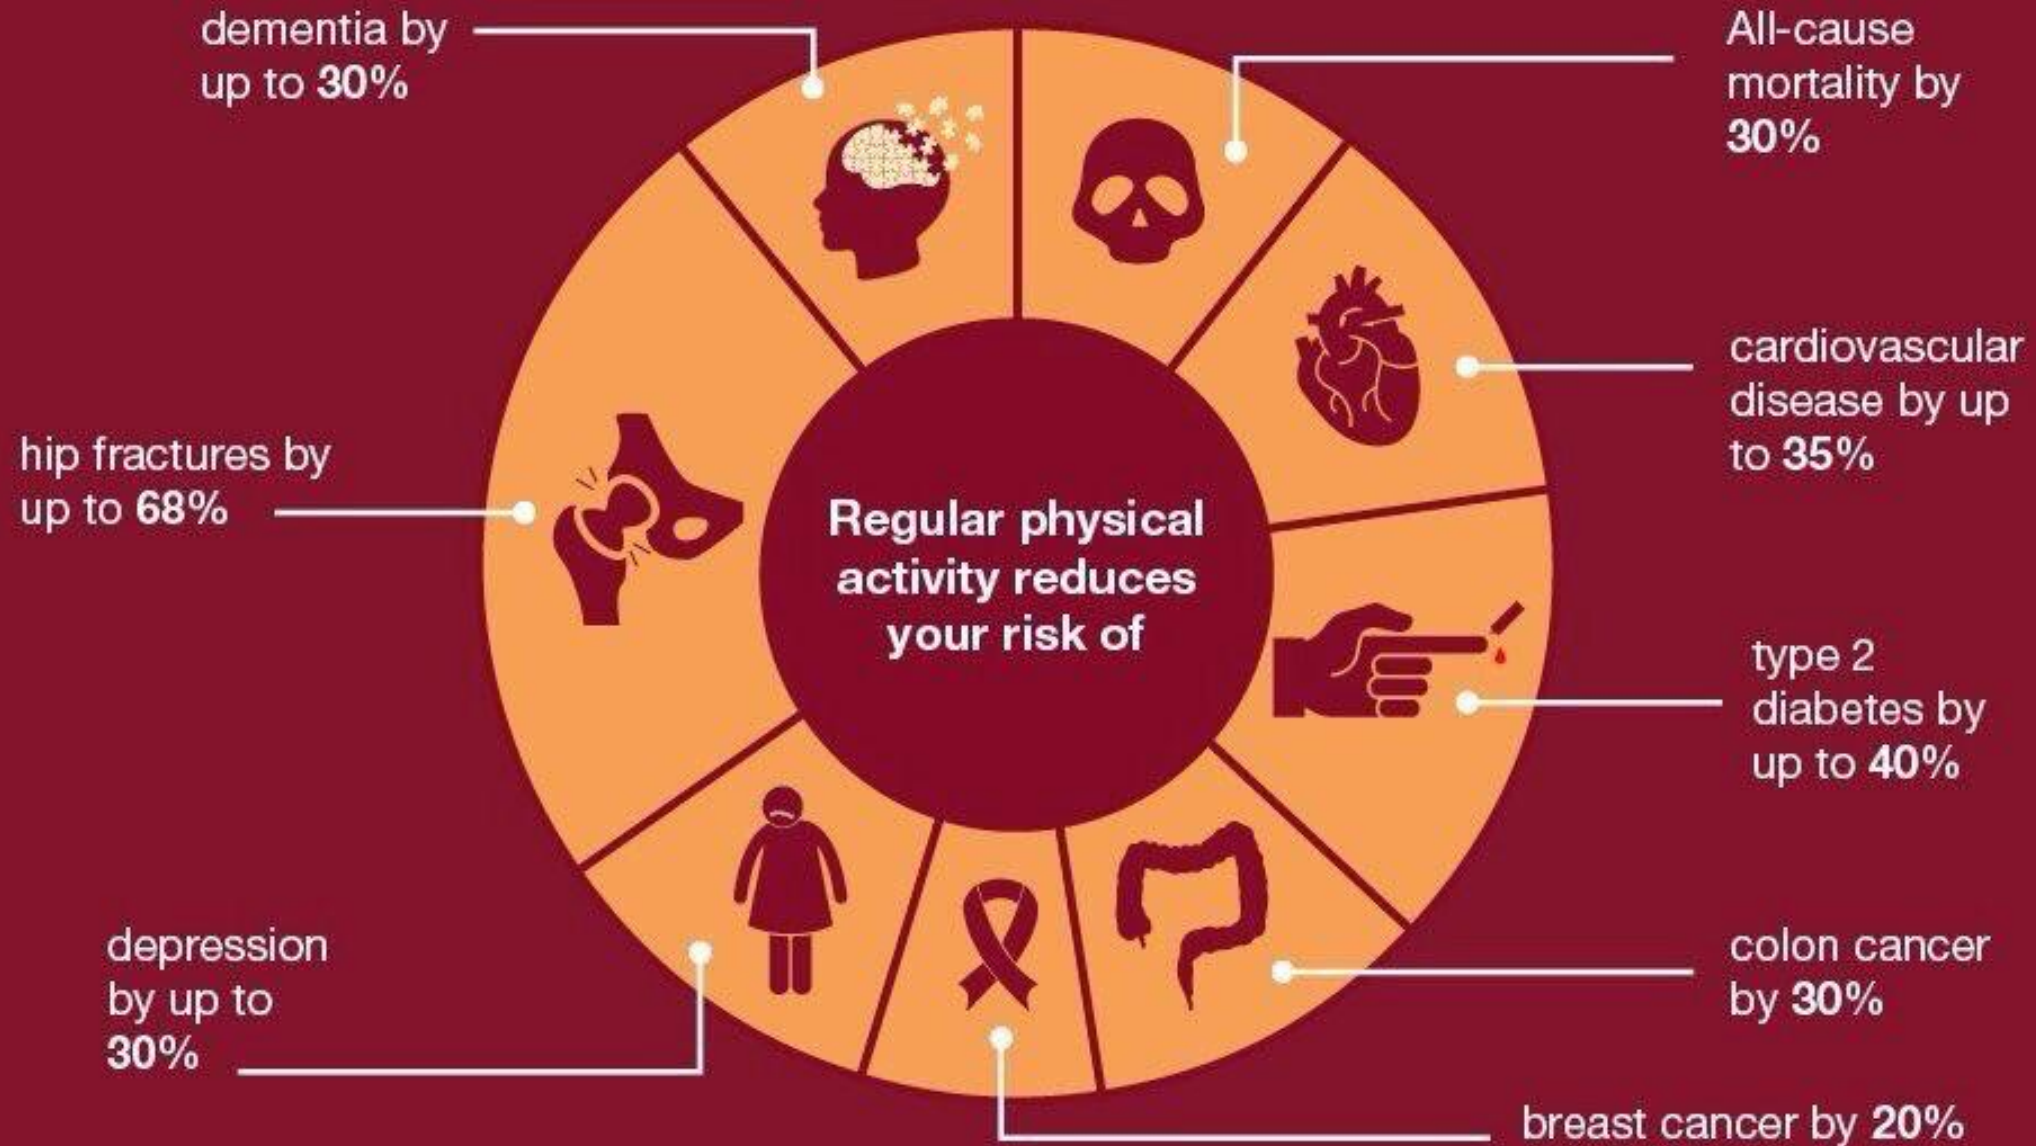 dementia by
up to 30%
All-cause
mortality by
30%
cardiovascular
disease by up
to 35%
hip fractures by
up to 68%
Regular physical
activity reduces
your risk of
type 2
diabetes by
up to 40%
depression
by up to
30%
colon cancer
by 30%
breast cancer by 20%